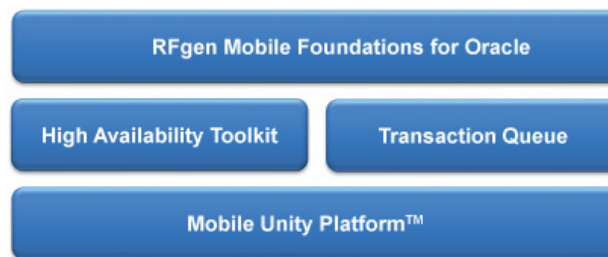 RFgen Mobile Foundations for Oracle
High Availability Toolkit
Transaction Queue
Mobile Unity Platform™